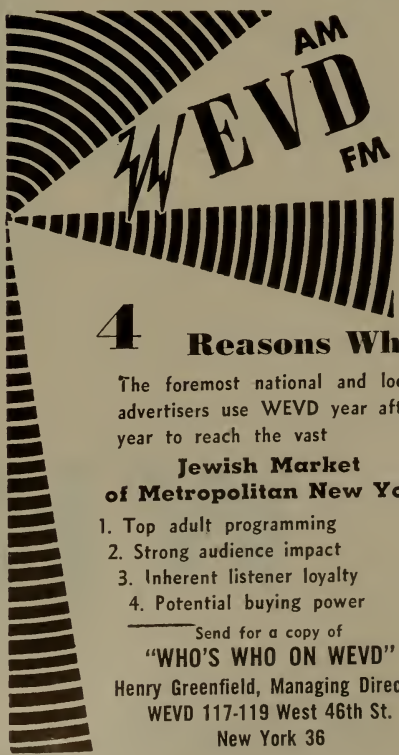 AM
WEVD
FM
4 Reasons Wh
The foremost national and loc
advertisers use WEVD year aft
year to reach the vast
Jewish Market
of Metropolitan New Yo
1. Top adult programming
2. Strong audience impact
3. Inherent listener loyalty
4. Potential buying power
Send for a copy of
"WHO'S WHO ON WEVD"
Henry Greenfield, Managing Direc
WEVD 117-119 West 46th St.
New York 36